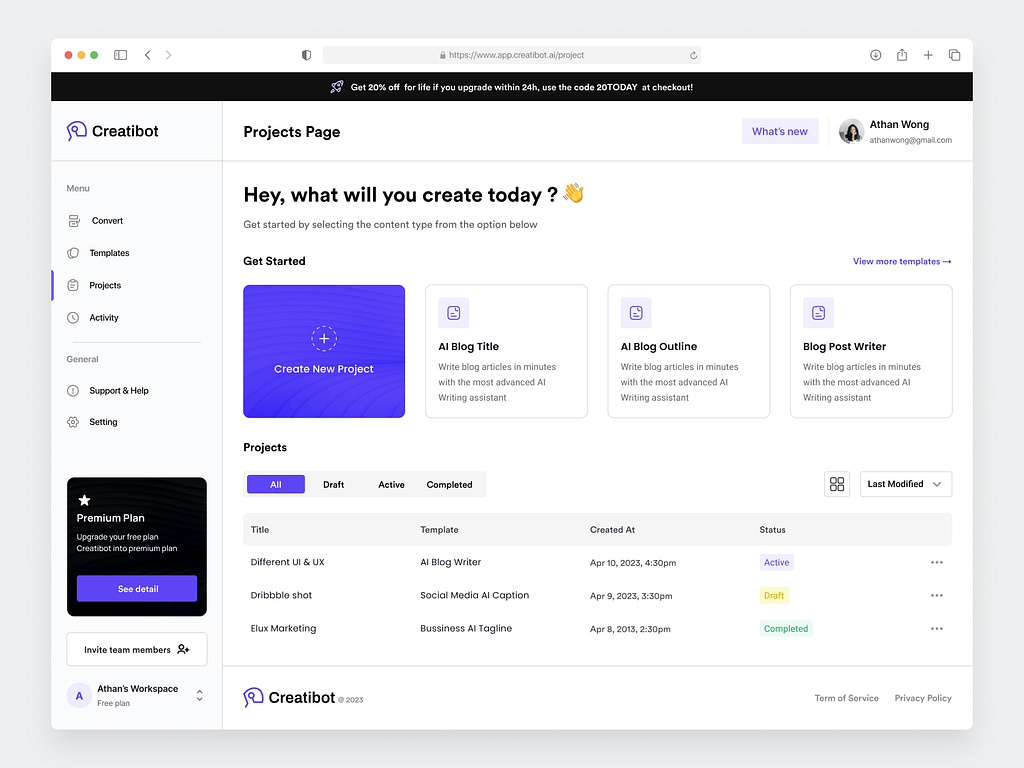 https://www.app.creatibot.ai/project
Get 20% off for life if you upgrade within 24h, use the code 20TODAY at checkout!
Creatibot
Projects Page
What's new
Athan Wong
athanwong@gmail.com
Menu
Convert
Templates
Projects
Activity
General
Support & Help
Setting
Premium Plan
Upgrade your free plan
Creatibot into premium plan
See detail
Invite team members
A
Athan's Workspace
Free plan
Hey, what will you create today ? 👋
Get started by selecting the content type from the option below
Get Started
View more templates →
Create New Project
AI Blog Title
Write blog articles in minutes
with the most advanced AI
Writing assistant
AI Blog Outline
Write blog articles in minutes
with the most advanced AI
Writing assistant
Blog Post Writer
Write blog articles in minutes
with the most advanced AI
Writing assistant
Projects
All Draft Active Completed
Last Modified
Title Template Created At Status
Different UI & UX AI Blog Writer Apr 10, 2023, 4:30pm Active
Dribbble shot Social Media AI Caption Apr 9, 2023, 3:30pm Draft
Elux Marketing Bussiness AI Tagline Apr 8, 2013, 2:30pm Completed
Creatibot @ 2023
Term of Service Privacy Policy